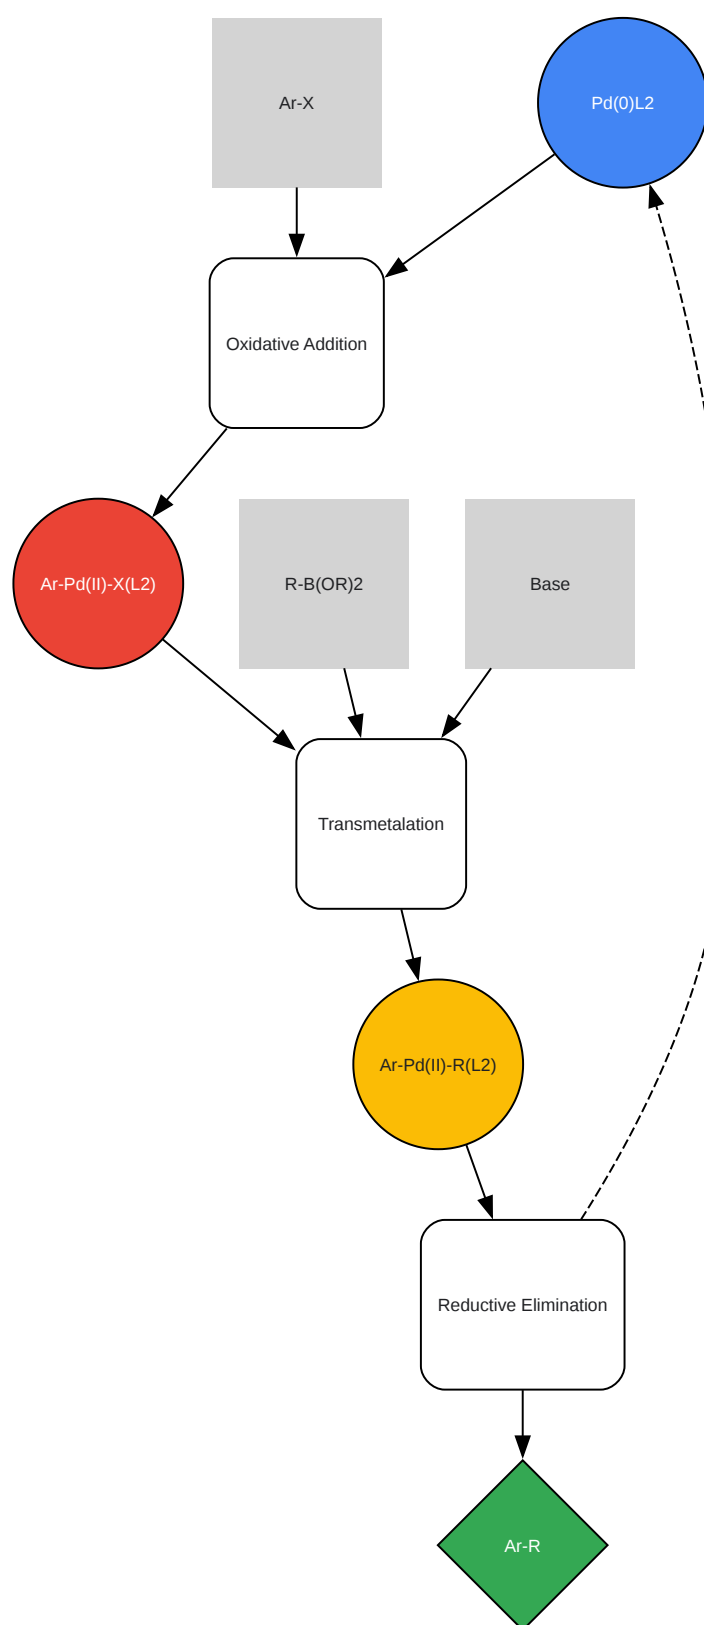 Ar-X
Pd(0)L2
Oxidative Addition
Ar-Pd(II)-X(L2)
R-B(OR)2
Base
Transmetalation
Ar-Pd(II)-R(L2)
Reductive Elimination
Ar-R